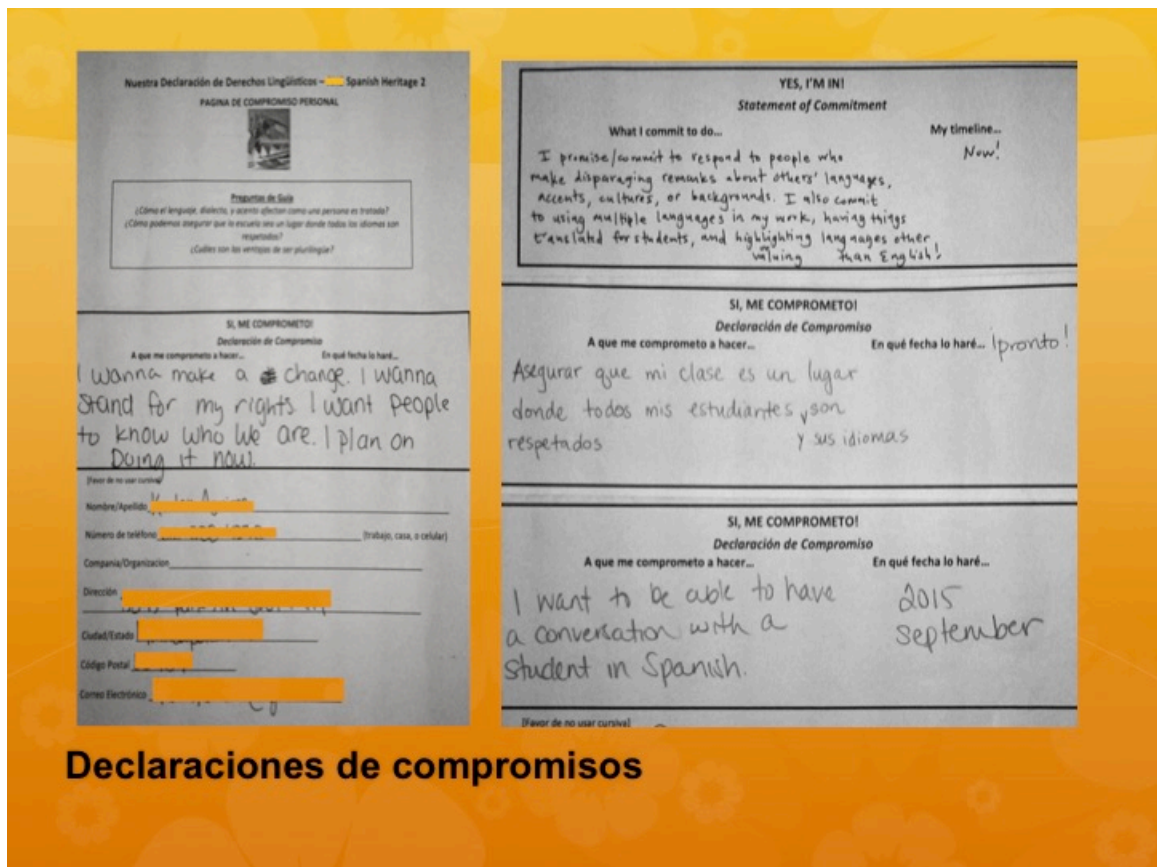 Nuestra Declaración de Derechos Lingüísticos – Spanish Heritage 2
PAGINA DE COMPROMISO PERSONAL
Preguntas de Guía
¿Cómo el lenguaje, dialecto, y acento afectan como una persona es tratada?
¿Cómo podemos asegurar que la escuela sea un lugar donde todos los idiomas son
respetados?
¿Cuáles son las ventajas de ser plurilingüe?
SI, ME COMPROMETO!
Declaración de Compromiso
A que me comprometo a hacer... En qué fecha lo haré...
I wanna make a change. I wanna
stand for my rights. I want people
to know who we are. I plan on
Doing it now.
[Favor de no usar cursiva]
Nombre/Apellido
Número de teléfono (trabajo, casa, o celular)
Compania/Organizacion
Dirección
Ciudad/Estado
Código Postal
Correo Electrónico
YES, I'M IN!
Statement of Commitment
What I commit to do... My timeline...
I promise/commit to respond to people who Now!
make disparaging remarks about others' languages,
accents, cultures, or backgrounds. I also commit
to using multiple languages in my work, having things
translated for students, and highlighting languages other
valuing than English!
SI, ME COMPROMETO!
Declaración de Compromiso
A que me comprometo a hacer... En qué fecha lo haré... ¡pronto!
Asegurar que mi clase es un lugar
donde todos mis estudiantes son
respetados y sus idiomas
SI, ME COMPROMETO!
Declaración de Compromiso
A que me comprometo a hacer... En qué fecha lo haré...
I want to be able to have 2015
a conversation with a September
student in Spanish.
[Favor de no usar cursiva]
Declaraciones de compromisos